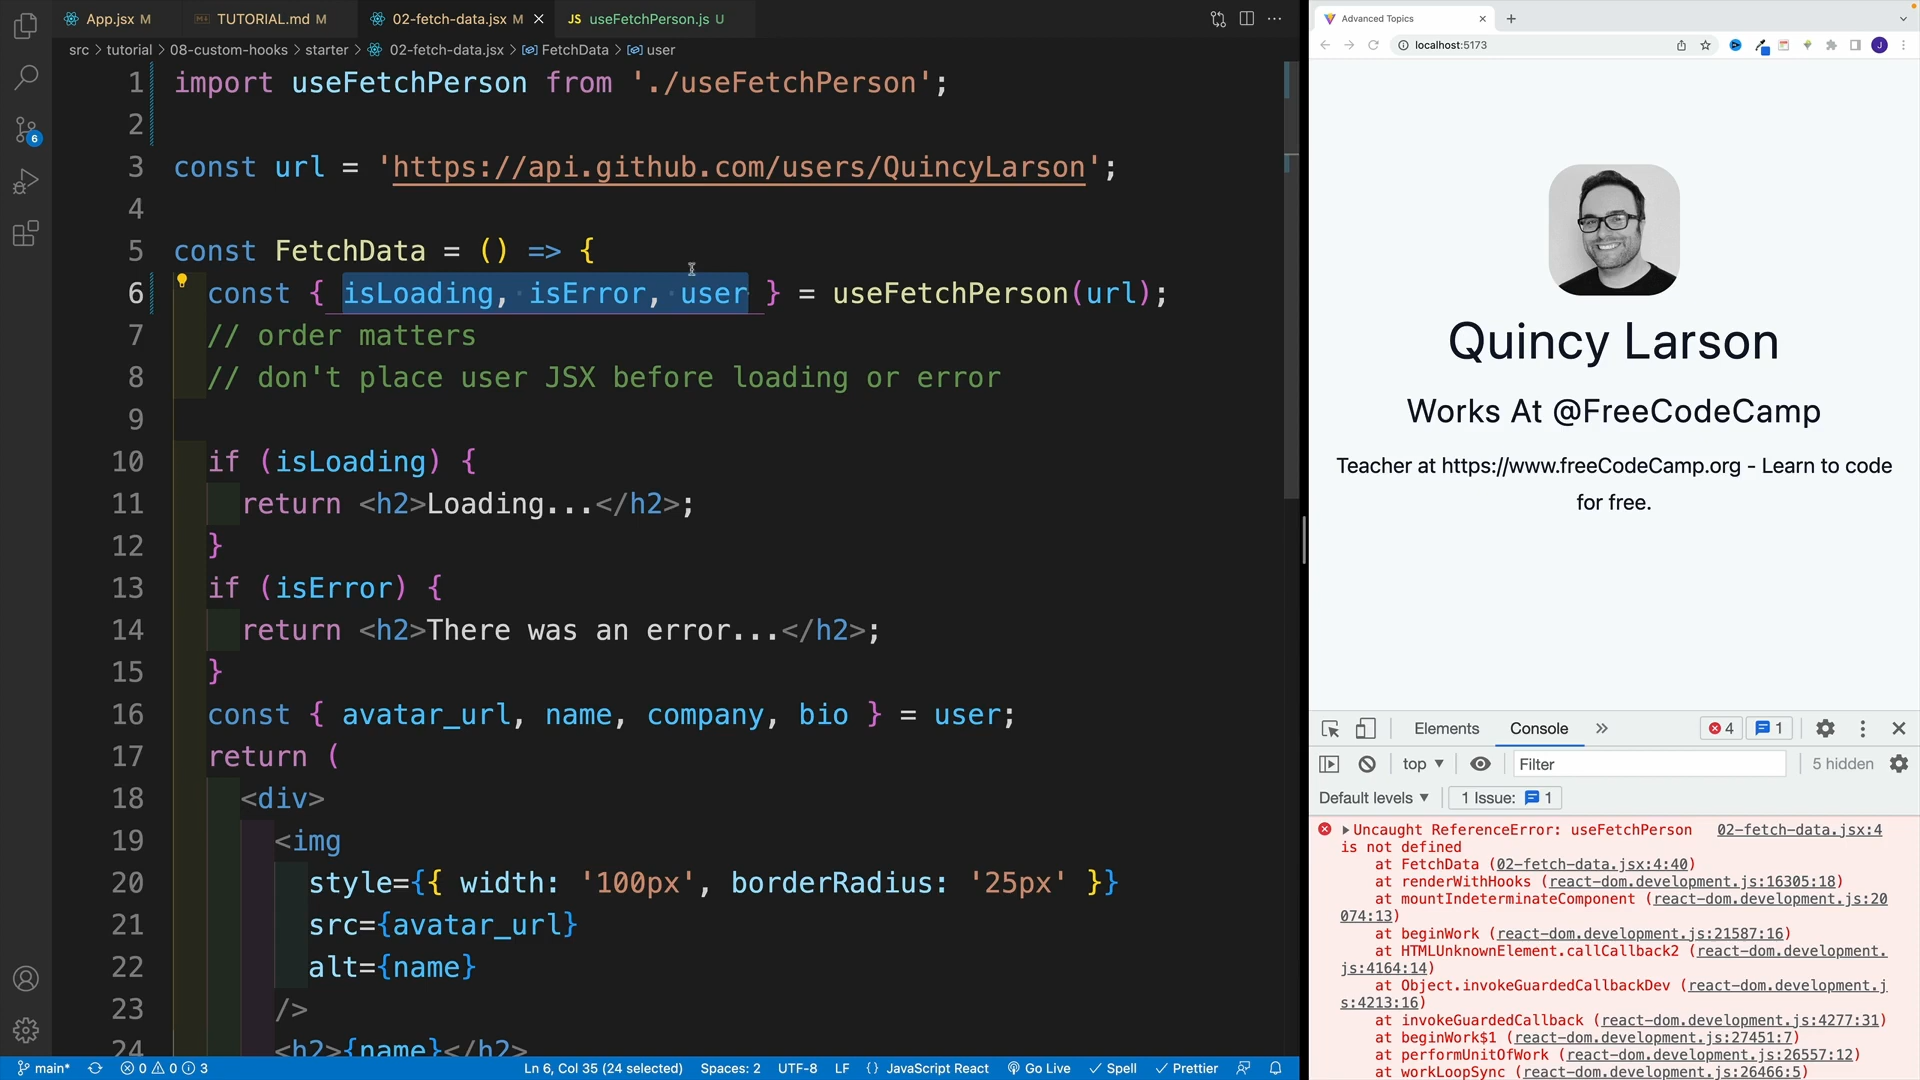 App.jsx M
TUTORIAL.md M
02-fetch-data.jsx M
JS useFetchPerson.js U
src > tutorial > 08-custom-hooks > starter > 02-fetch-data.jsx > FetchData > user
1 import useFetchPerson from './useFetchPerson';
2
3 const url = 'https://api.github.com/users/QuincyLarson';
4
5 const FetchData = () => {
6 const { isLoading, isError, user } = useFetchPerson(url);
7 // order matters
8 // don't place user JSX before loading or error
9
10 if (isLoading) {
11 return <h2>Loading...</h2>;
12 }
13 if (isError) {
14 return <h2>There was an error...</h2>;
15 }
16 const { avatar_url, name, company, bio } = user;
17 return (
18 <div>
19 <img
20 style={{ width: '100px', borderRadius: '25px' }}
21 src={avatar_url}
22 alt={name}
23 />
24 <h2>{name}</h2>
6
main* 0 0 3
Ln 6, Col 35 (24 selected) Spaces: 2 UTF-8 LF {} JavaScript React Go Live Spell Prettier
Advanced Topics
localhost:5173
J
Quincy Larson
Works At @FreeCodeCamp
Teacher at https://www.freeCodeCamp.org - Learn to code
for free.
Elements Console 4 1
top Filter 5 hidden
Default levels 1 Issue: 1
Uncaught ReferenceError: useFetchPerson 02-fetch-data.jsx:4
is not defined
at FetchData (02-fetch-data.jsx:4:40)
at renderWithHooks (react-dom.development.js:16305:18)
at mountIndeterminateComponent (react-dom.development.js:20
074:13)
at beginWork (react-dom.development.js:21587:16)
at HTMLUnknownElement.callCallback2 (react-dom.development.
js:4164:14)
at Object.invokeGuardedCallbackDev (react-dom.development.j
s:4213:16)
at invokeGuardedCallback (react-dom.development.js:4277:31)
at beginWork$1 (react-dom.development.js:27451:7)
at performUnitOfWork (react-dom.development.js:26557:12)
at workLoopSync (react-dom.development.js:26466:5)